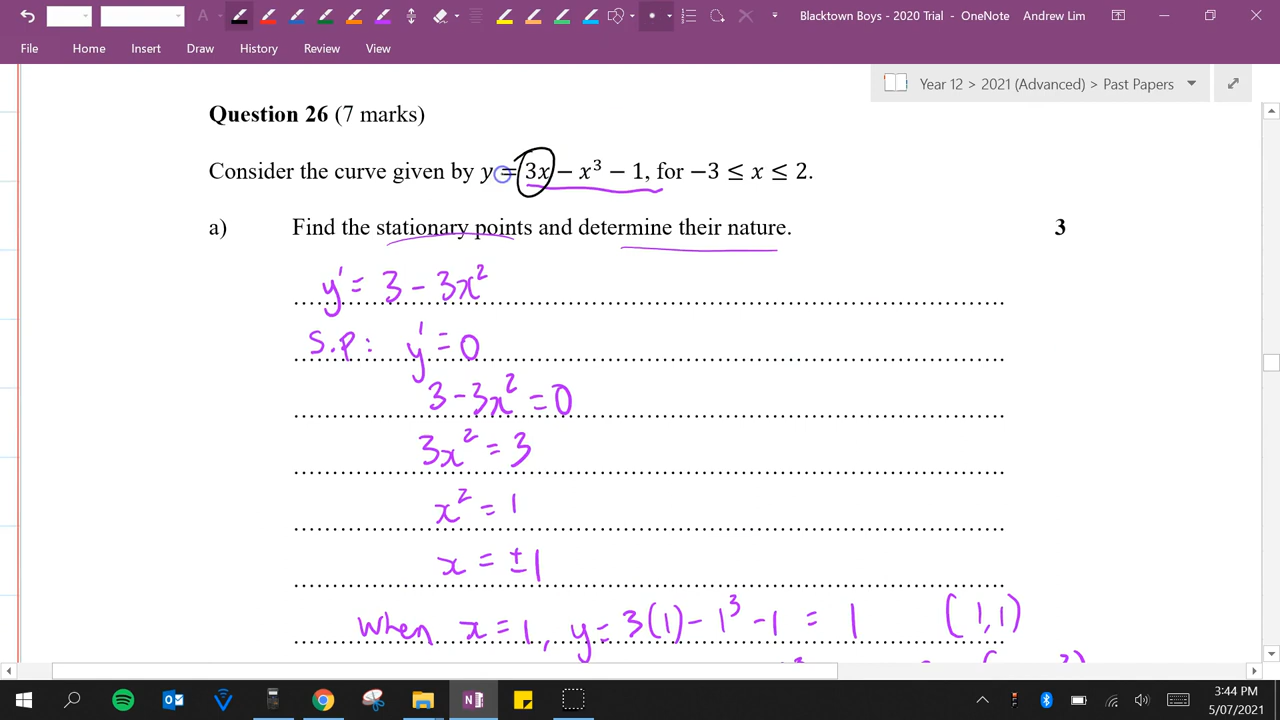 Blacktown Boys - 2020 Trial - OneNote
Andrew Lim
File Home Insert Draw History Review View
Year 12 > 2021 (Advanced) > Past Papers
Question 26 (7 marks)
Consider the curve given by y = 3x − x³ − 1, for −3 ≤ x ≤ 2.
a) Find the stationary points and determine their nature. 3
y' = 3 - 3x²
S.P: y' = 0
3 - 3x² = 0
3x² = 3
x² = 1
x = ±1
When x = 1, y = 3(1) - 1³ - 1 = 1 (1,1)
3:44 PM
5/07/2021